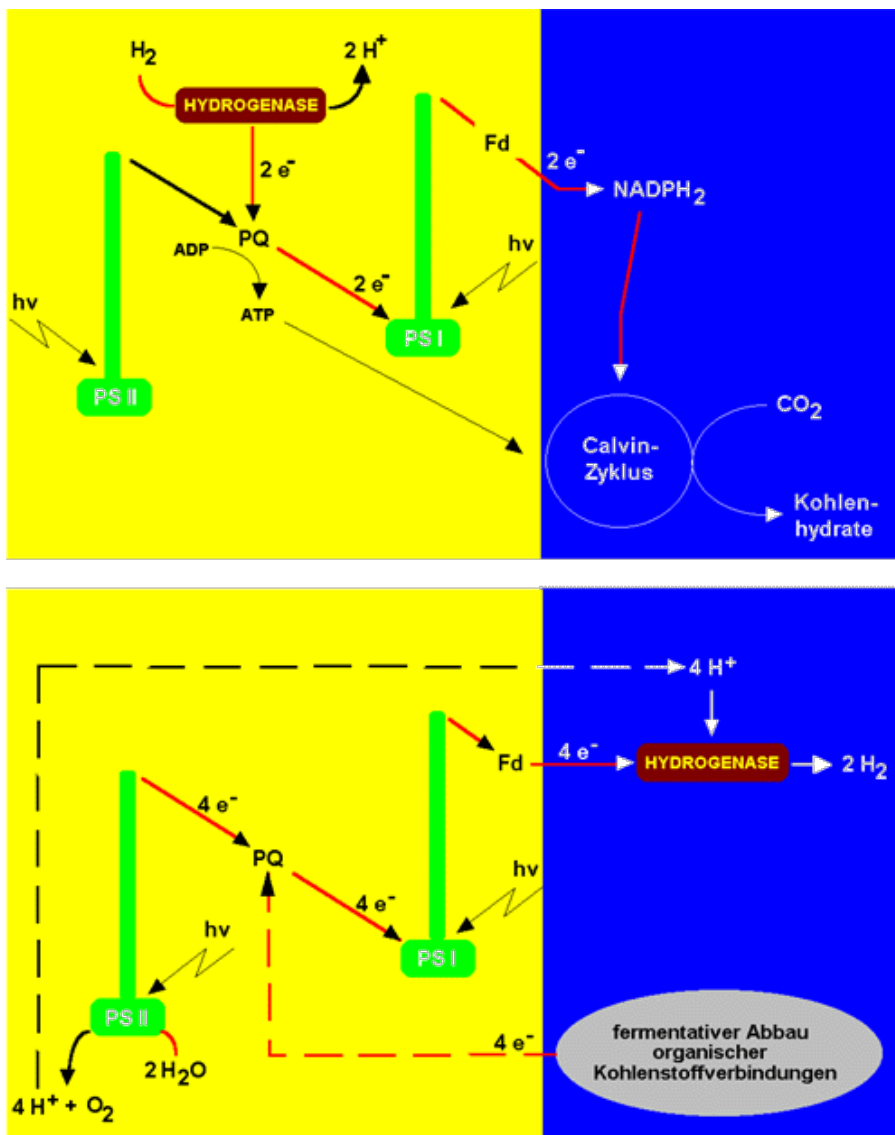 H2
2 H+
HYDROGENASE
Fd
2 e-
2 e-
NADPH2
PQ
ADP
hν
2 e-
hν
ATP
PS I
PS II
CO2
Calvin-
Zyklus
Kohlen-
hydrate
4 H+
Fd
4 e-
HYDROGENASE
2 H2
4 e-
PQ
hν
4 e-
hν
PS I
PS II
4 e-
fermentativer Abbau
organischer
Kohlenstoffverbindungen
2 H2O
4 H+ + O2